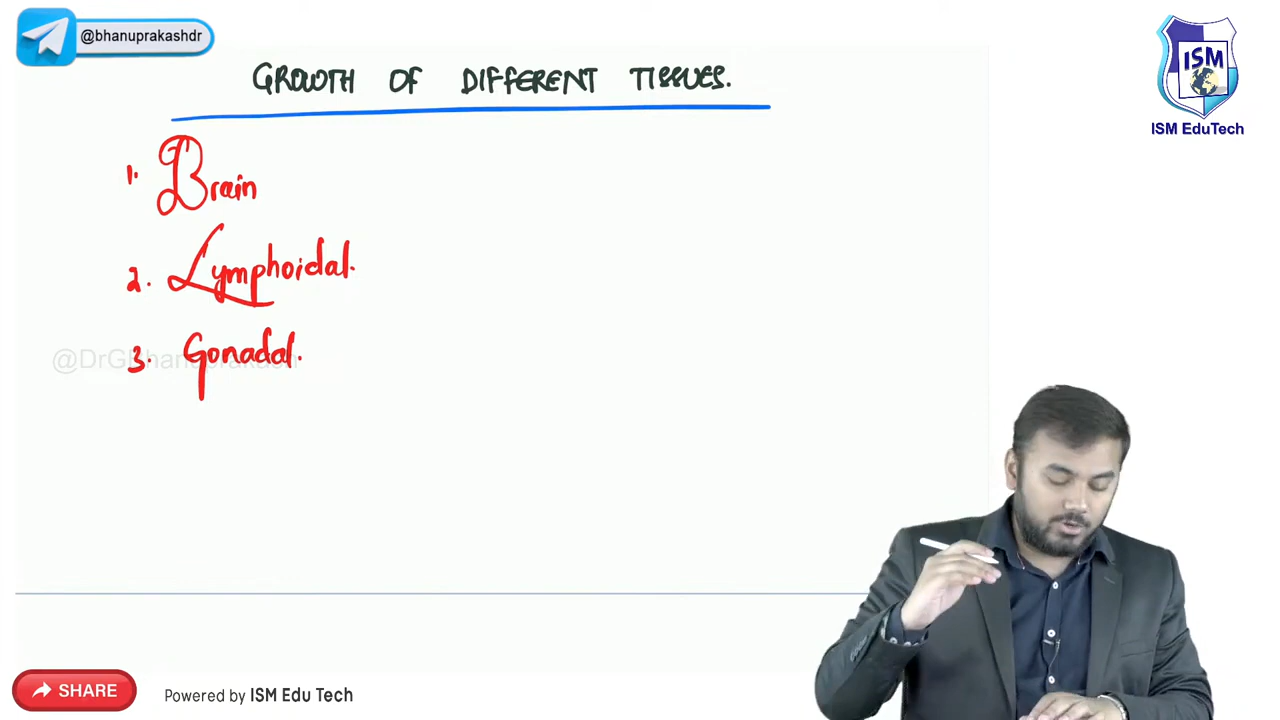 @bhanuprakashdr
ISM
ISM EduTech
GROWTH OF DIFFERENT TISSUES.
1. Brain
2. Lymphoidal.
3. Gonadal.
@DrGBhanuprakash
SHARE
Powered by ISM Edu Tech